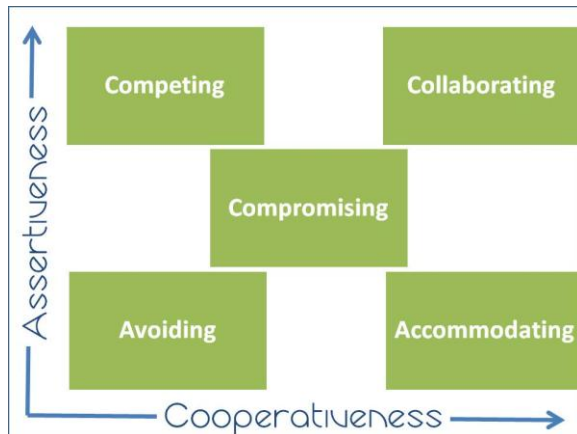 Assertiveness
Competing
Collaborating
Compromising
Avoiding
Accommodating
Cooperativeness